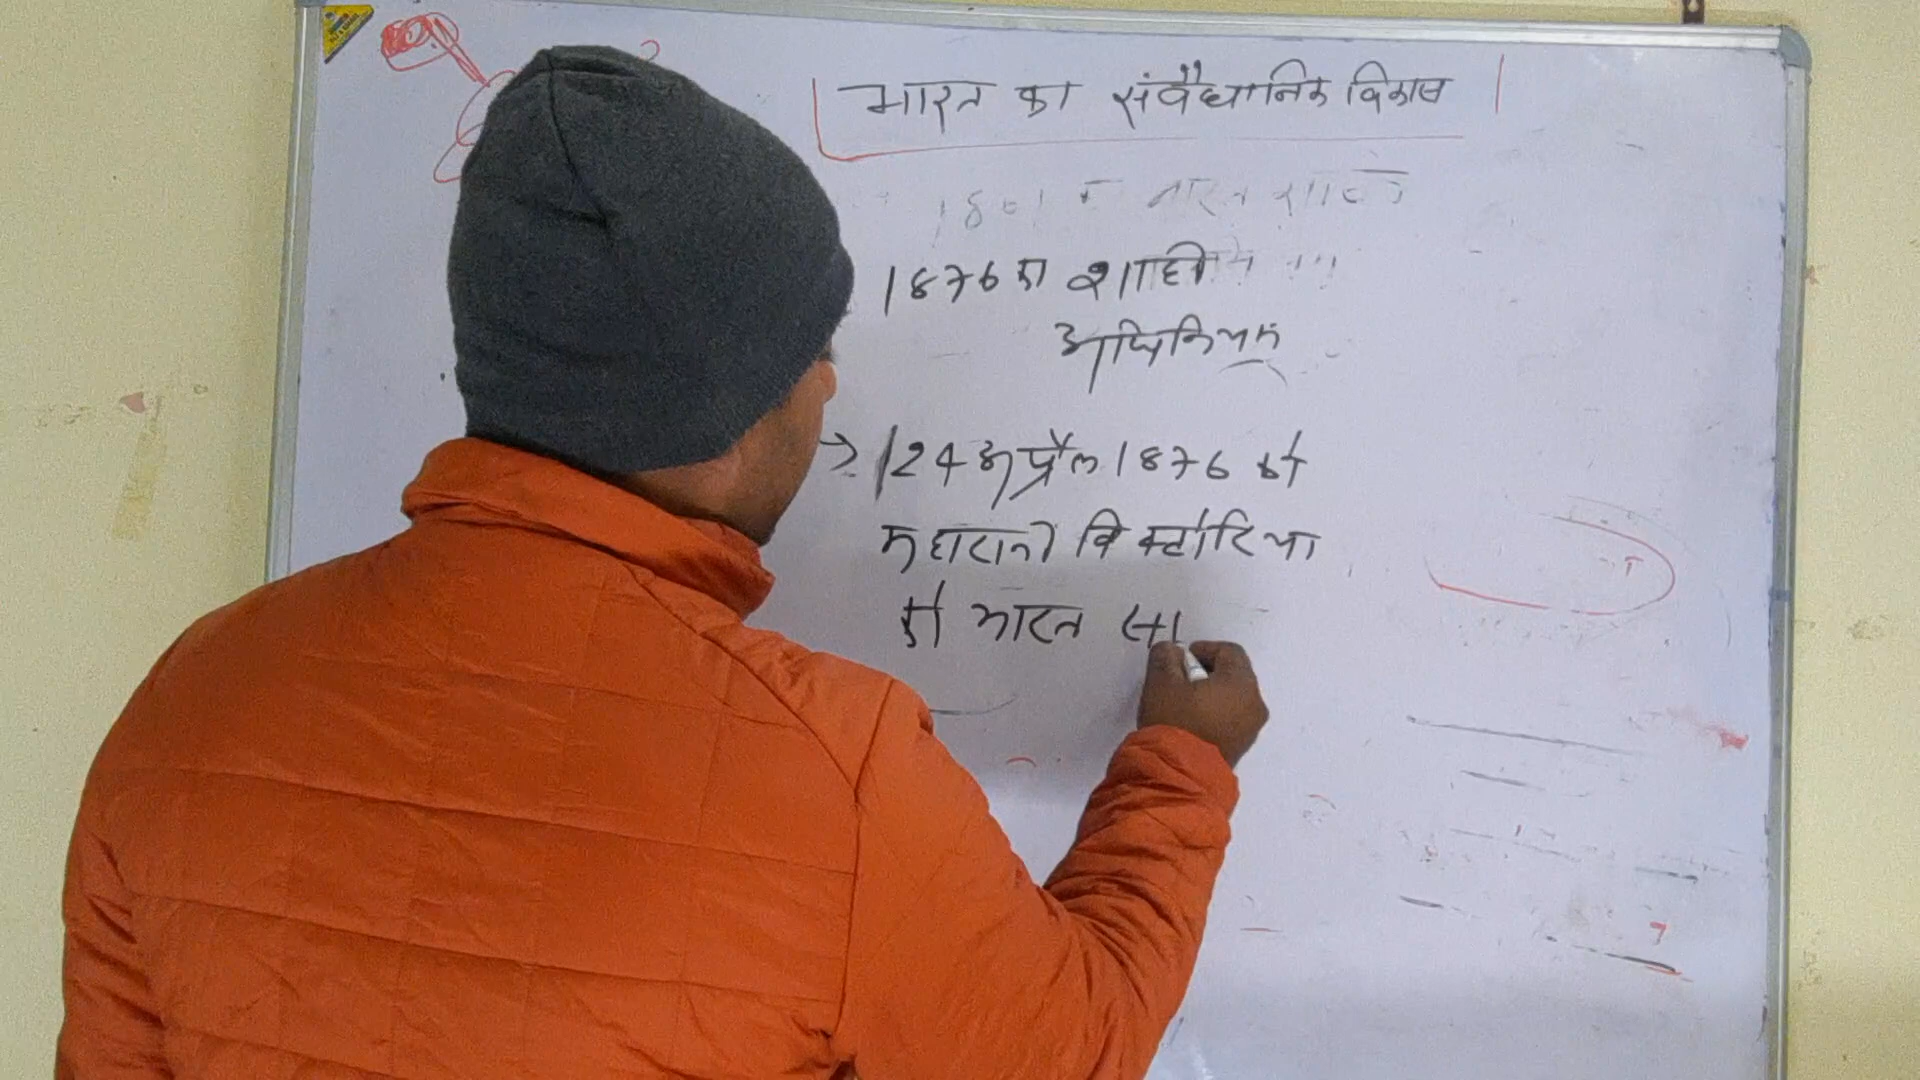 भारत का संवैधानिक विकास
1876 का शाही
अधिनियम
→ 24 अप्रैल 1876 को
महारानी विक्टोरिया
को भारत सा